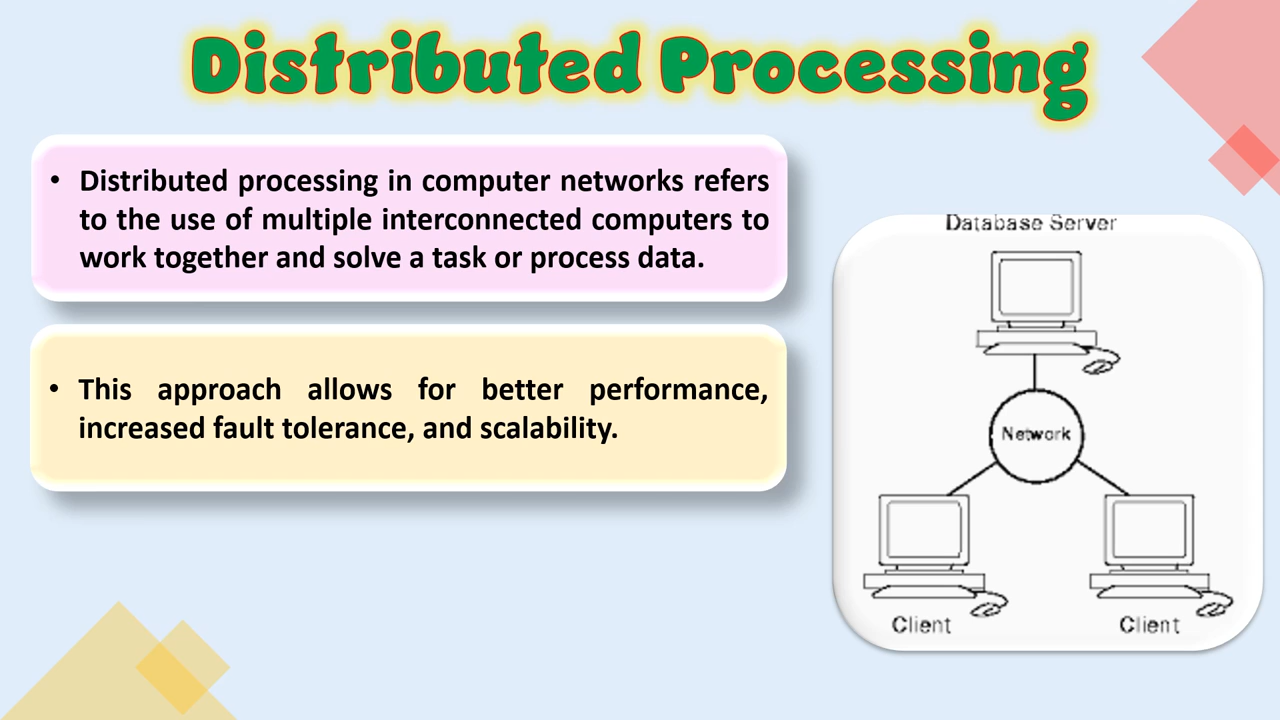 Distributed Processing
• Distributed processing in computer networks refers
to the use of multiple interconnected computers to
work together and solve a task or process data.
• This approach allows for better performance,
increased fault tolerance, and scalability.
Database Server
Network
Client
Client